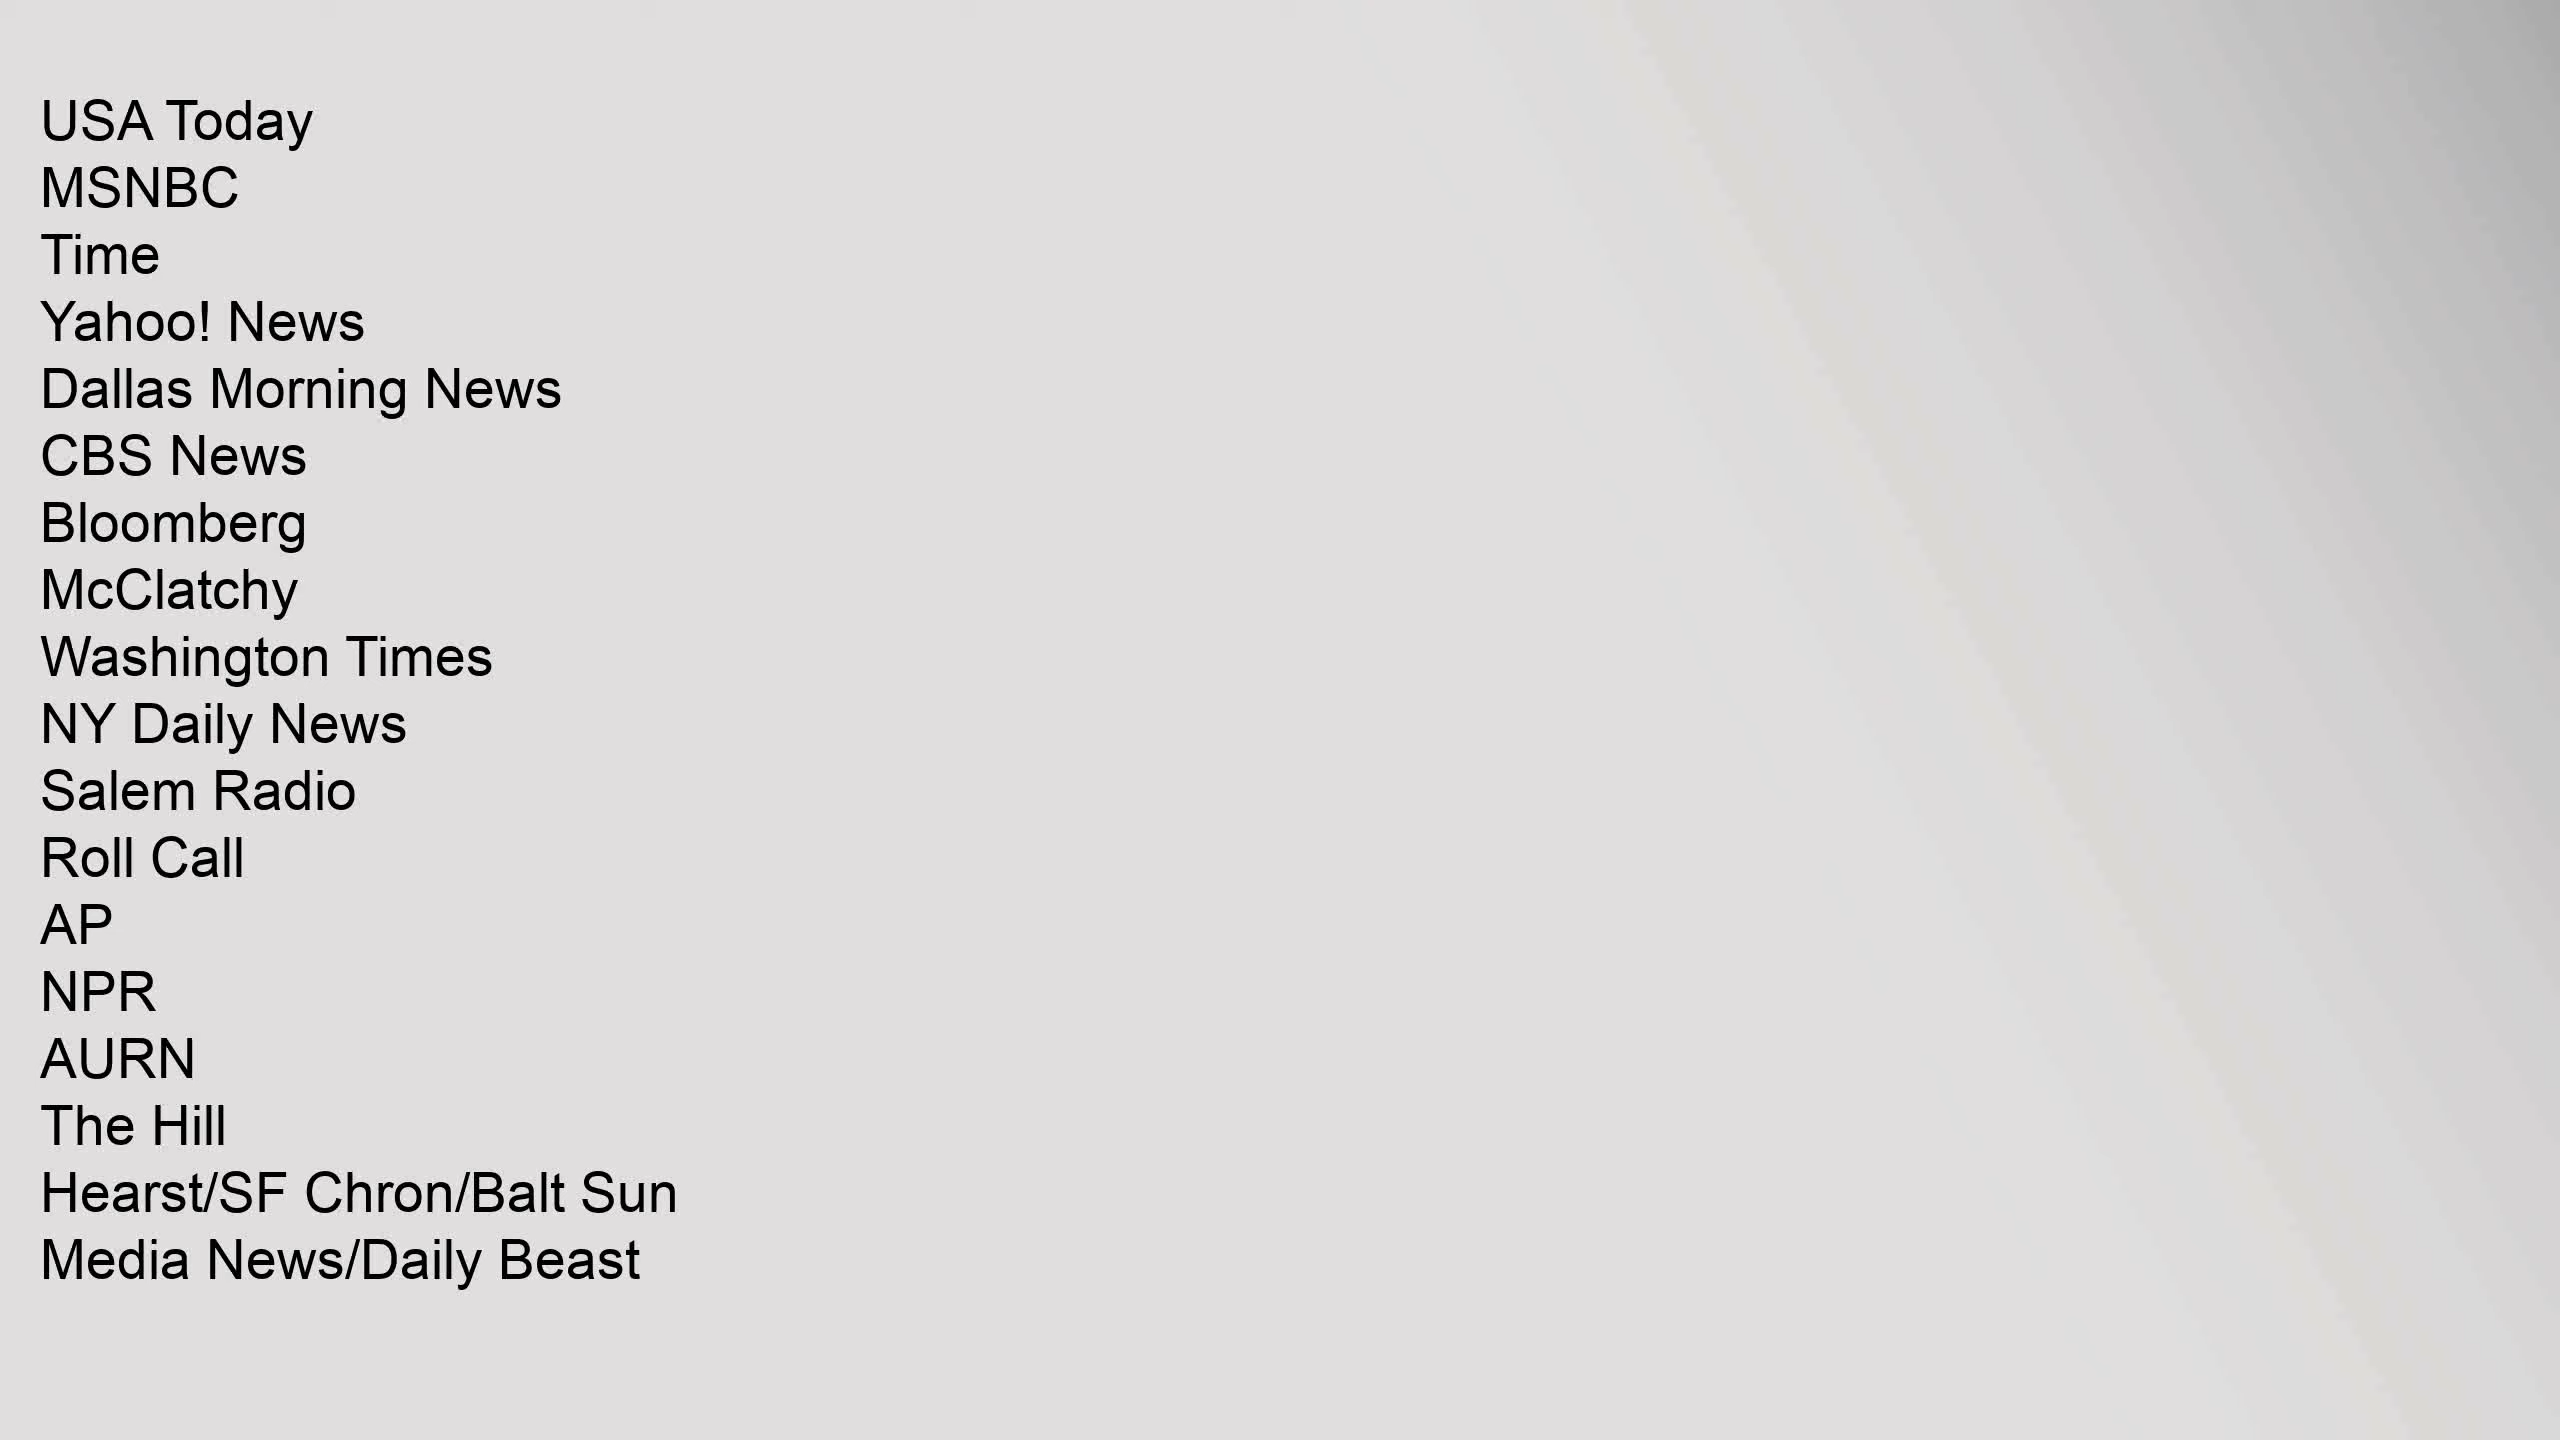 USA Today
MSNBC
Time
Yahoo! News
Dallas Morning News
CBS News
Bloomberg
McClatchy
Washington Times
NY Daily News
Salem Radio
Roll Call
AP
NPR
AURN
The Hill
Hearst/SF Chron/Balt Sun
Media News/Daily Beast